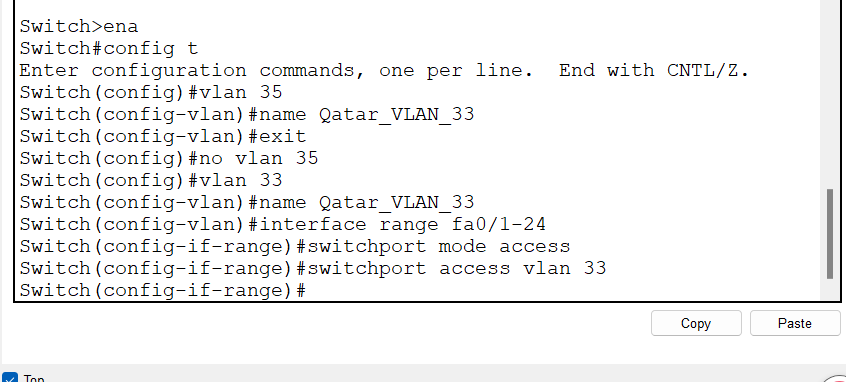 Switch>ena
Switch#config t
Enter configuration commands, one per line.  End with CNTL/Z.
Switch(config)#vlan 35
Switch(config-vlan)#name Qatar_VLAN_33
Switch(config-vlan)#exit
Switch(config)#no vlan 35
Switch(config)#vlan 33
Switch(config-vlan)#name Qatar_VLAN_33
Switch(config-vlan)#interface range fa0/1-24
Switch(config-if-range)#switchport mode access
Switch(config-if-range)#switchport access vlan 33
Switch(config-if-range)#
Copy Paste
Top